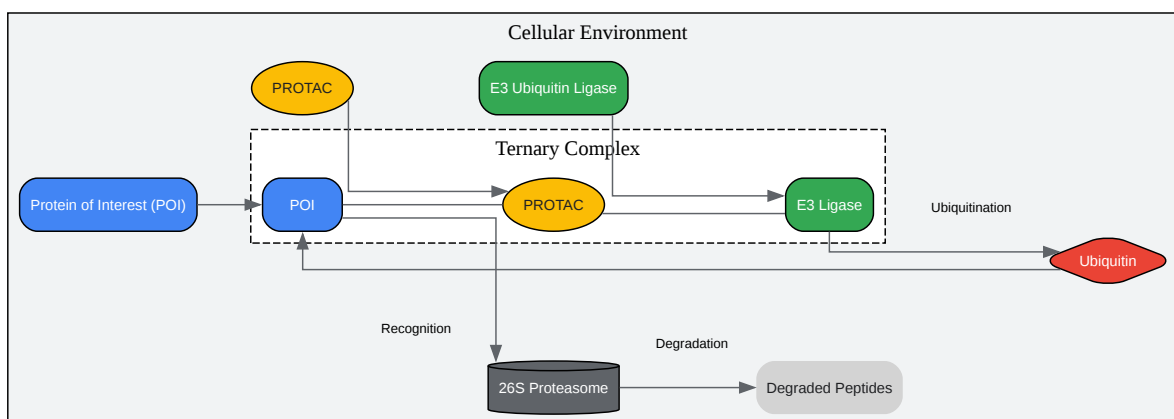 Cellular Environment
PROTAC
E3 Ubiquitin Ligase
Ternary Complex
Protein of Interest (POI)
POI
PROTAC
E3 Ligase
Ubiquitination
Ubiquitin
Recognition
Degradation
26S Proteasome
Degraded Peptides